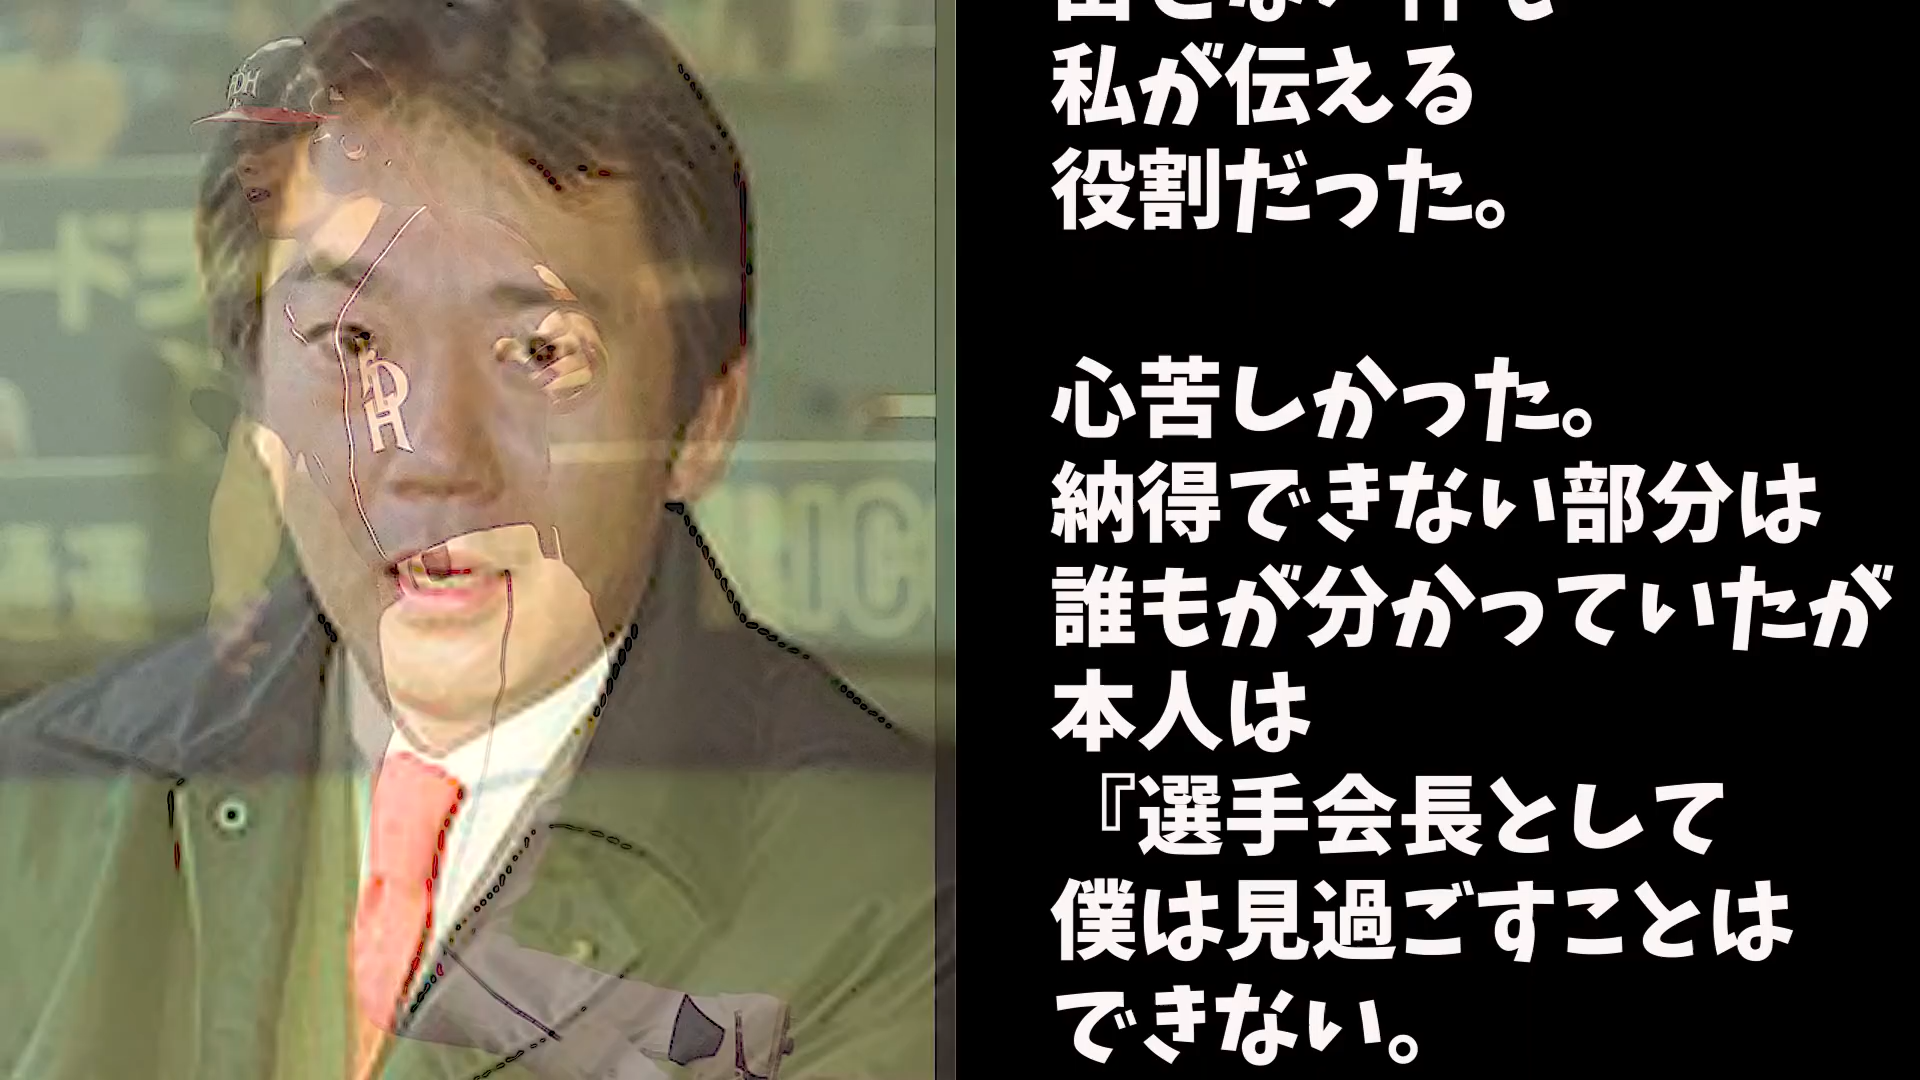 私が伝える
役割だった。
心苦しかった。
納得できない部分は
誰もが分かっていたが
本人は
『選手会長として
僕は見過ごすことは
できない。